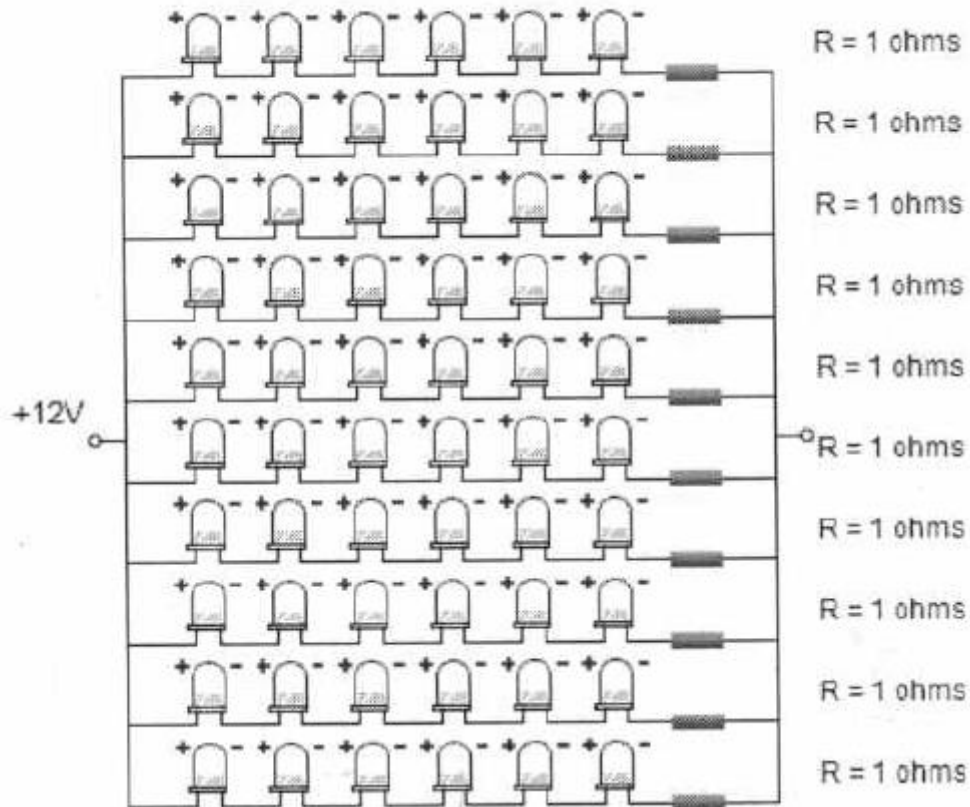 R = 1 ohms
R = 1 ohms
R = 1 ohms
R = 1 ohms
R = 1 ohms
+12V
R = 1 ohms
R = 1 ohms
R = 1 ohms
R = 1 ohms
R = 1 ohms